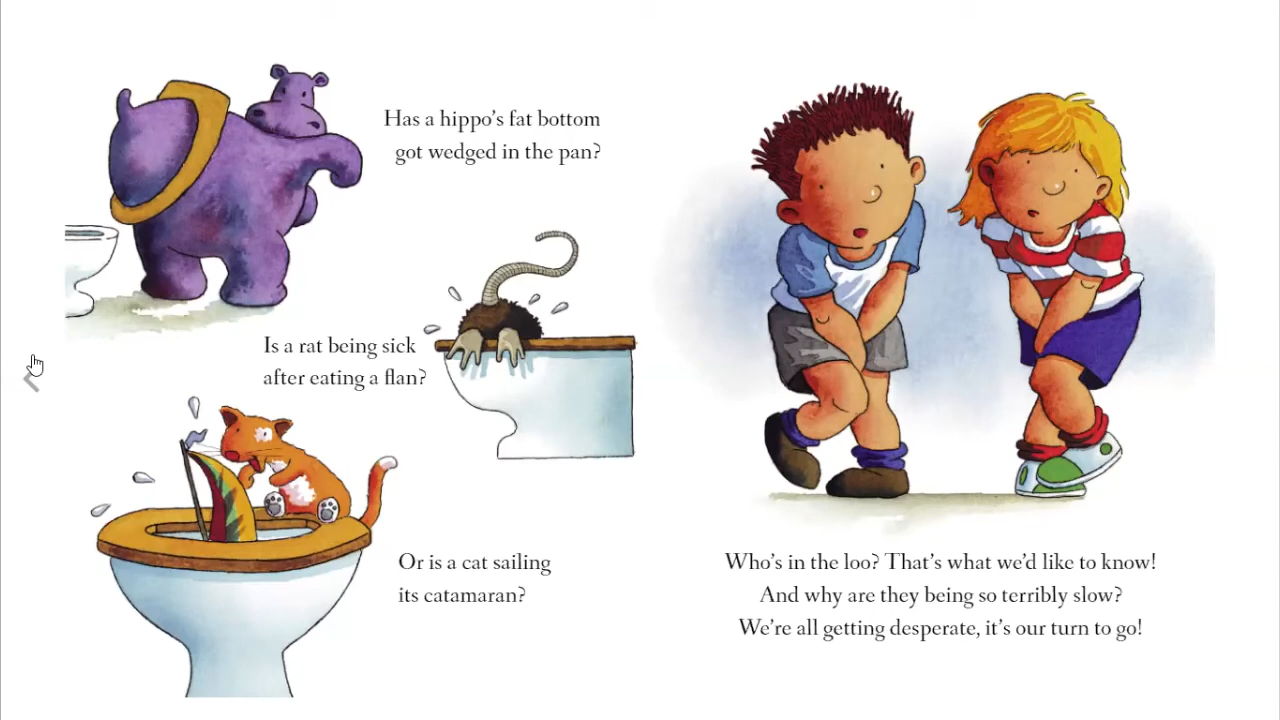 Has a hippo's fat bottom
got wedged in the pan?
Is a rat being sick
after eating a flan?
Or is a cat sailing
its catamaran?
Who's in the loo? That's what we'd like to know!
And why are they being so terribly slow?
We're all getting desperate, it's our turn to go!